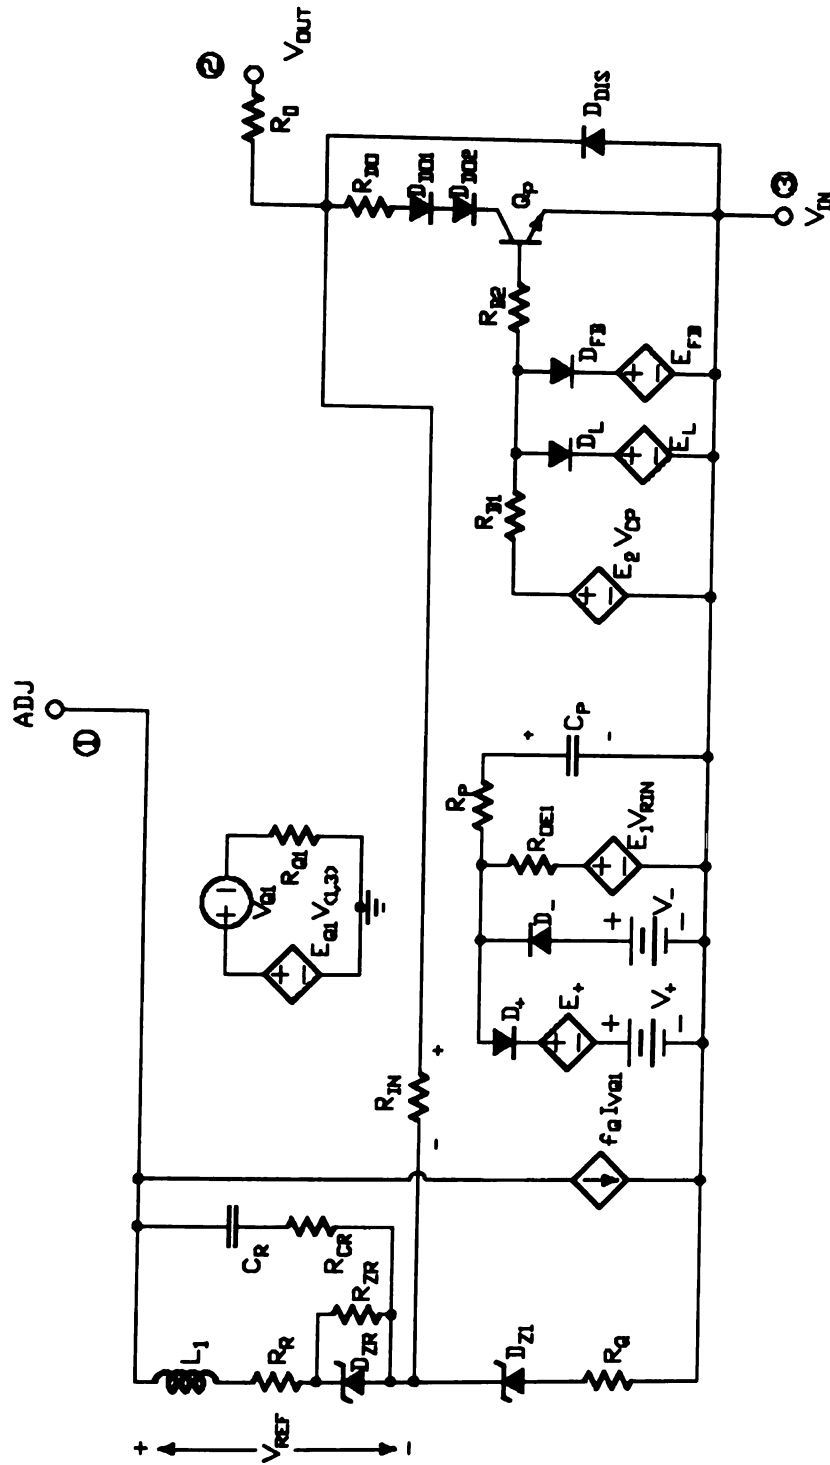 ADJ
①
②
V_OUT
R_O
R_DO
D_DO1
D_DO2
Q_P
D_DIS
③
V_IN
R_B2
D_FB
E_FB
+
-
D_L
E_L
+
-
R_B1
E_2 V_CP
+
-
R_P
C_P
+
-
R_OE1
E_1 V_RIN
+
-
D_-
V_-
+
-
D_+
E_+
+
-
V_+
+
-
V_Q1
+
-
R_Q1
E_Q1 V_(1,3)
+
-
R_IN
+
-
f_Q I_VQ1
C_R
R_CR
R_ZR
L_1
R_R
D_ZR
D_Z1
R_Q
+
V_REF
-